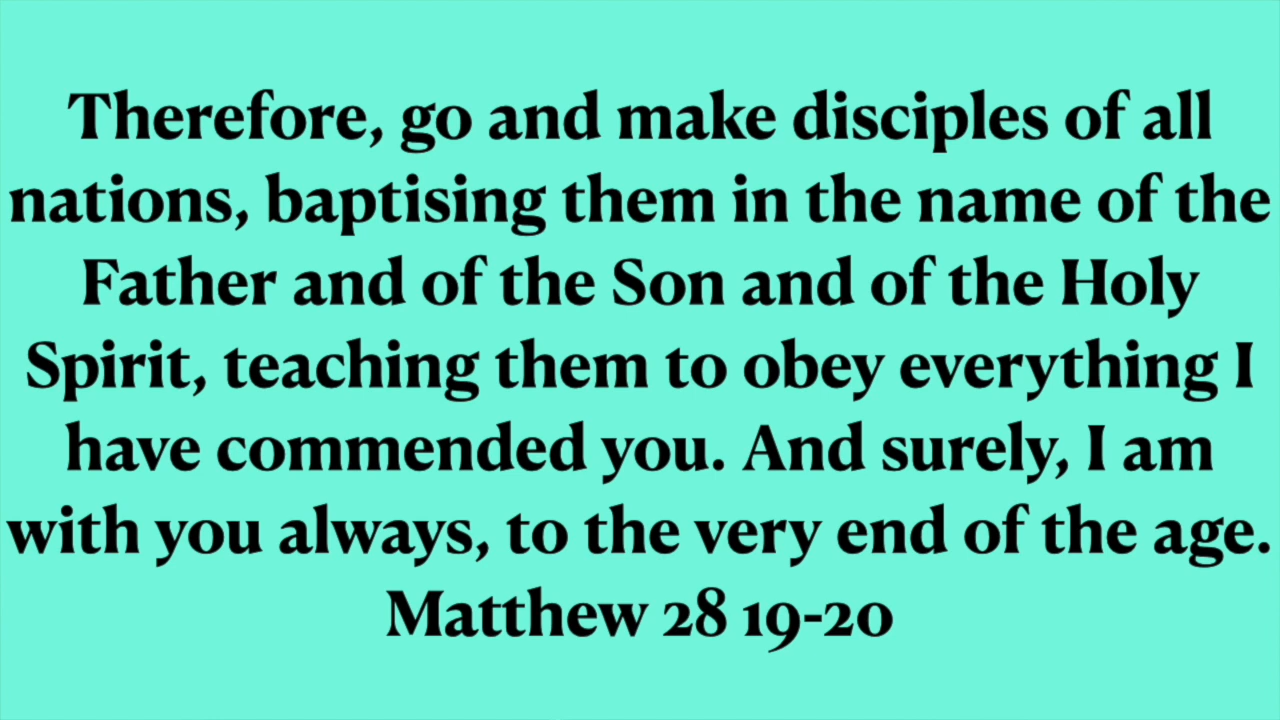 Therefore, go and make disciples of all
nations, baptising them in the name of the
Father and of the Son and of the Holy
Spirit, teaching them to obey everything I
have commended you. And surely, I am
with you always, to the very end of the age.
Matthew 28 19-20